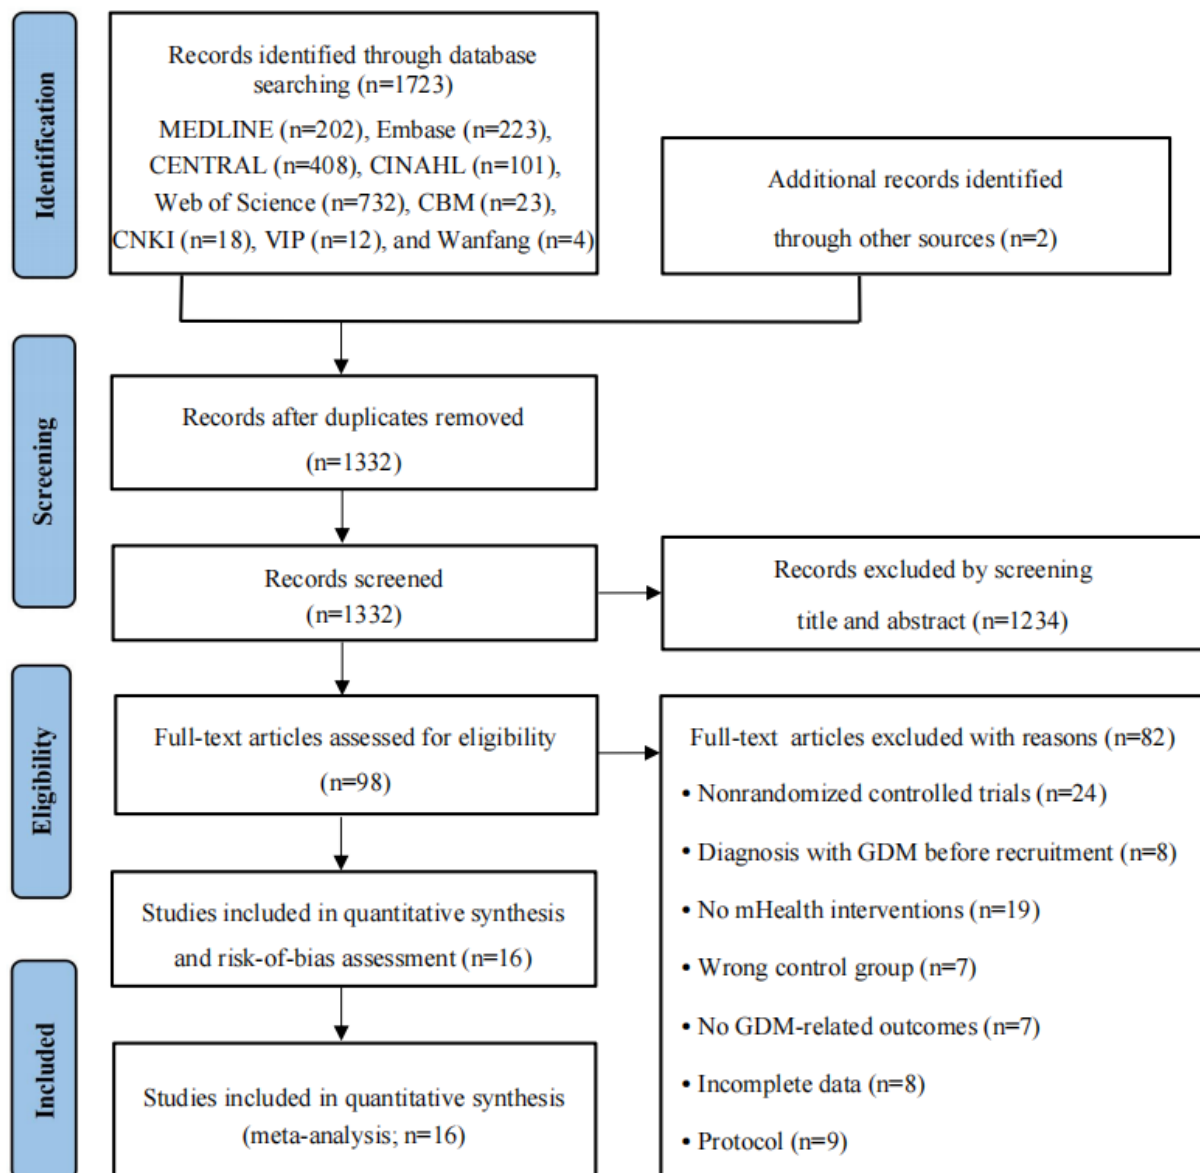 Identification
Records identified through database
searching (n=1723)
MEDLINE (n=202), Embase (n=223),
CENTRAL (n=408), CINAHL (n=101),
Web of Science (n=732), CBM (n=23),
CNKI (n=18), VIP (n=12), and Wanfang (n=4)
Additional records identified
through other sources (n=2)
Screening
Records after duplicates removed
(n=1332)
Records screened
(n=1332)
Records excluded by screening
title and abstract (n=1234)
Eligibility
Full-text articles assessed for eligibility
(n=98)
Full-text articles excluded with reasons (n=82)
• Nonrandomized controlled trials (n=24)
• Diagnosis with GDM before recruitment (n=8)
• No mHealth interventions (n=19)
• Wrong control group (n=7)
• No GDM-related outcomes (n=7)
• Incomplete data (n=8)
• Protocol (n=9)
Studies included in quantitative synthesis
and risk-of-bias assessment (n=16)
Included
Studies included in quantitative synthesis
(meta-analysis; n=16)